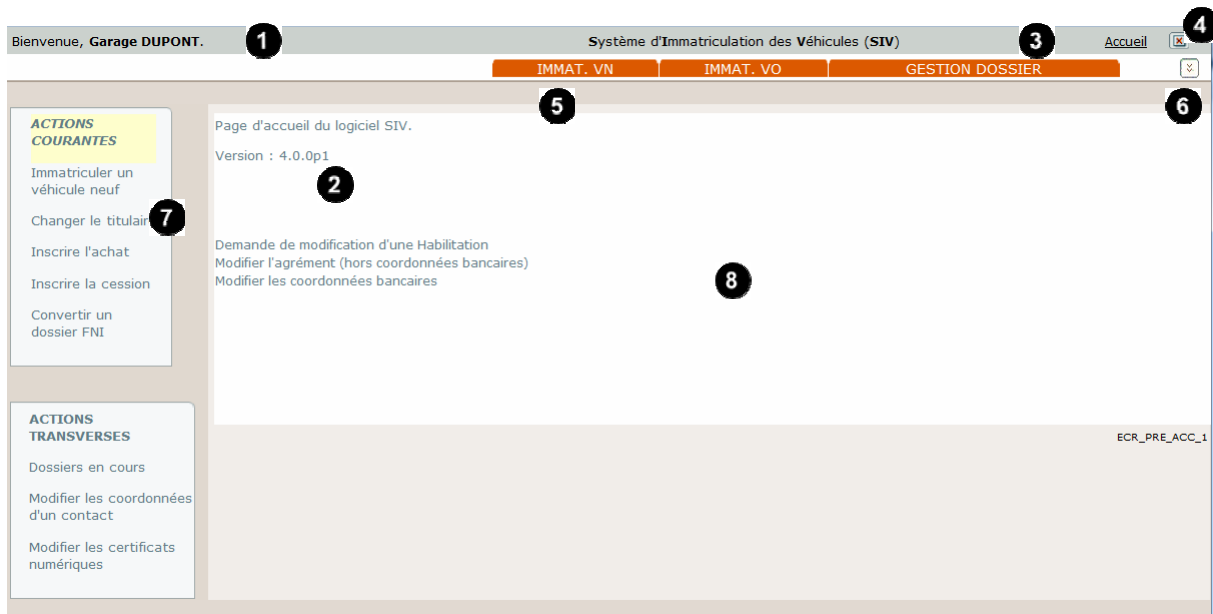 4
Bienvenue, Garage DUPONT. 1 Système d'Immatriculation des Véhicules (SIV) 3 Accueil
IMMAT. VN IMMAT. VO GESTION DOSSIER
5 6
ACTIONS
COURANTES
Immatriculer un
véhicule neuf
Changer le titulair 7
Inscrire l'achat
Inscrire la cession
Convertir un
dossier FNI
Page d'accueil du logiciel SIV.
Version : 4.0.0p1
2
Demande de modification d'une Habilitation
Modifier l'agrément (hors coordonnées bancaires)
Modifier les coordonnées bancaires
8
ECR_PRE_ACC_1
ACTIONS
TRANSVERSES
Dossiers en cours
Modifier les coordonnées
d'un contact
Modifier les certificats
numériques